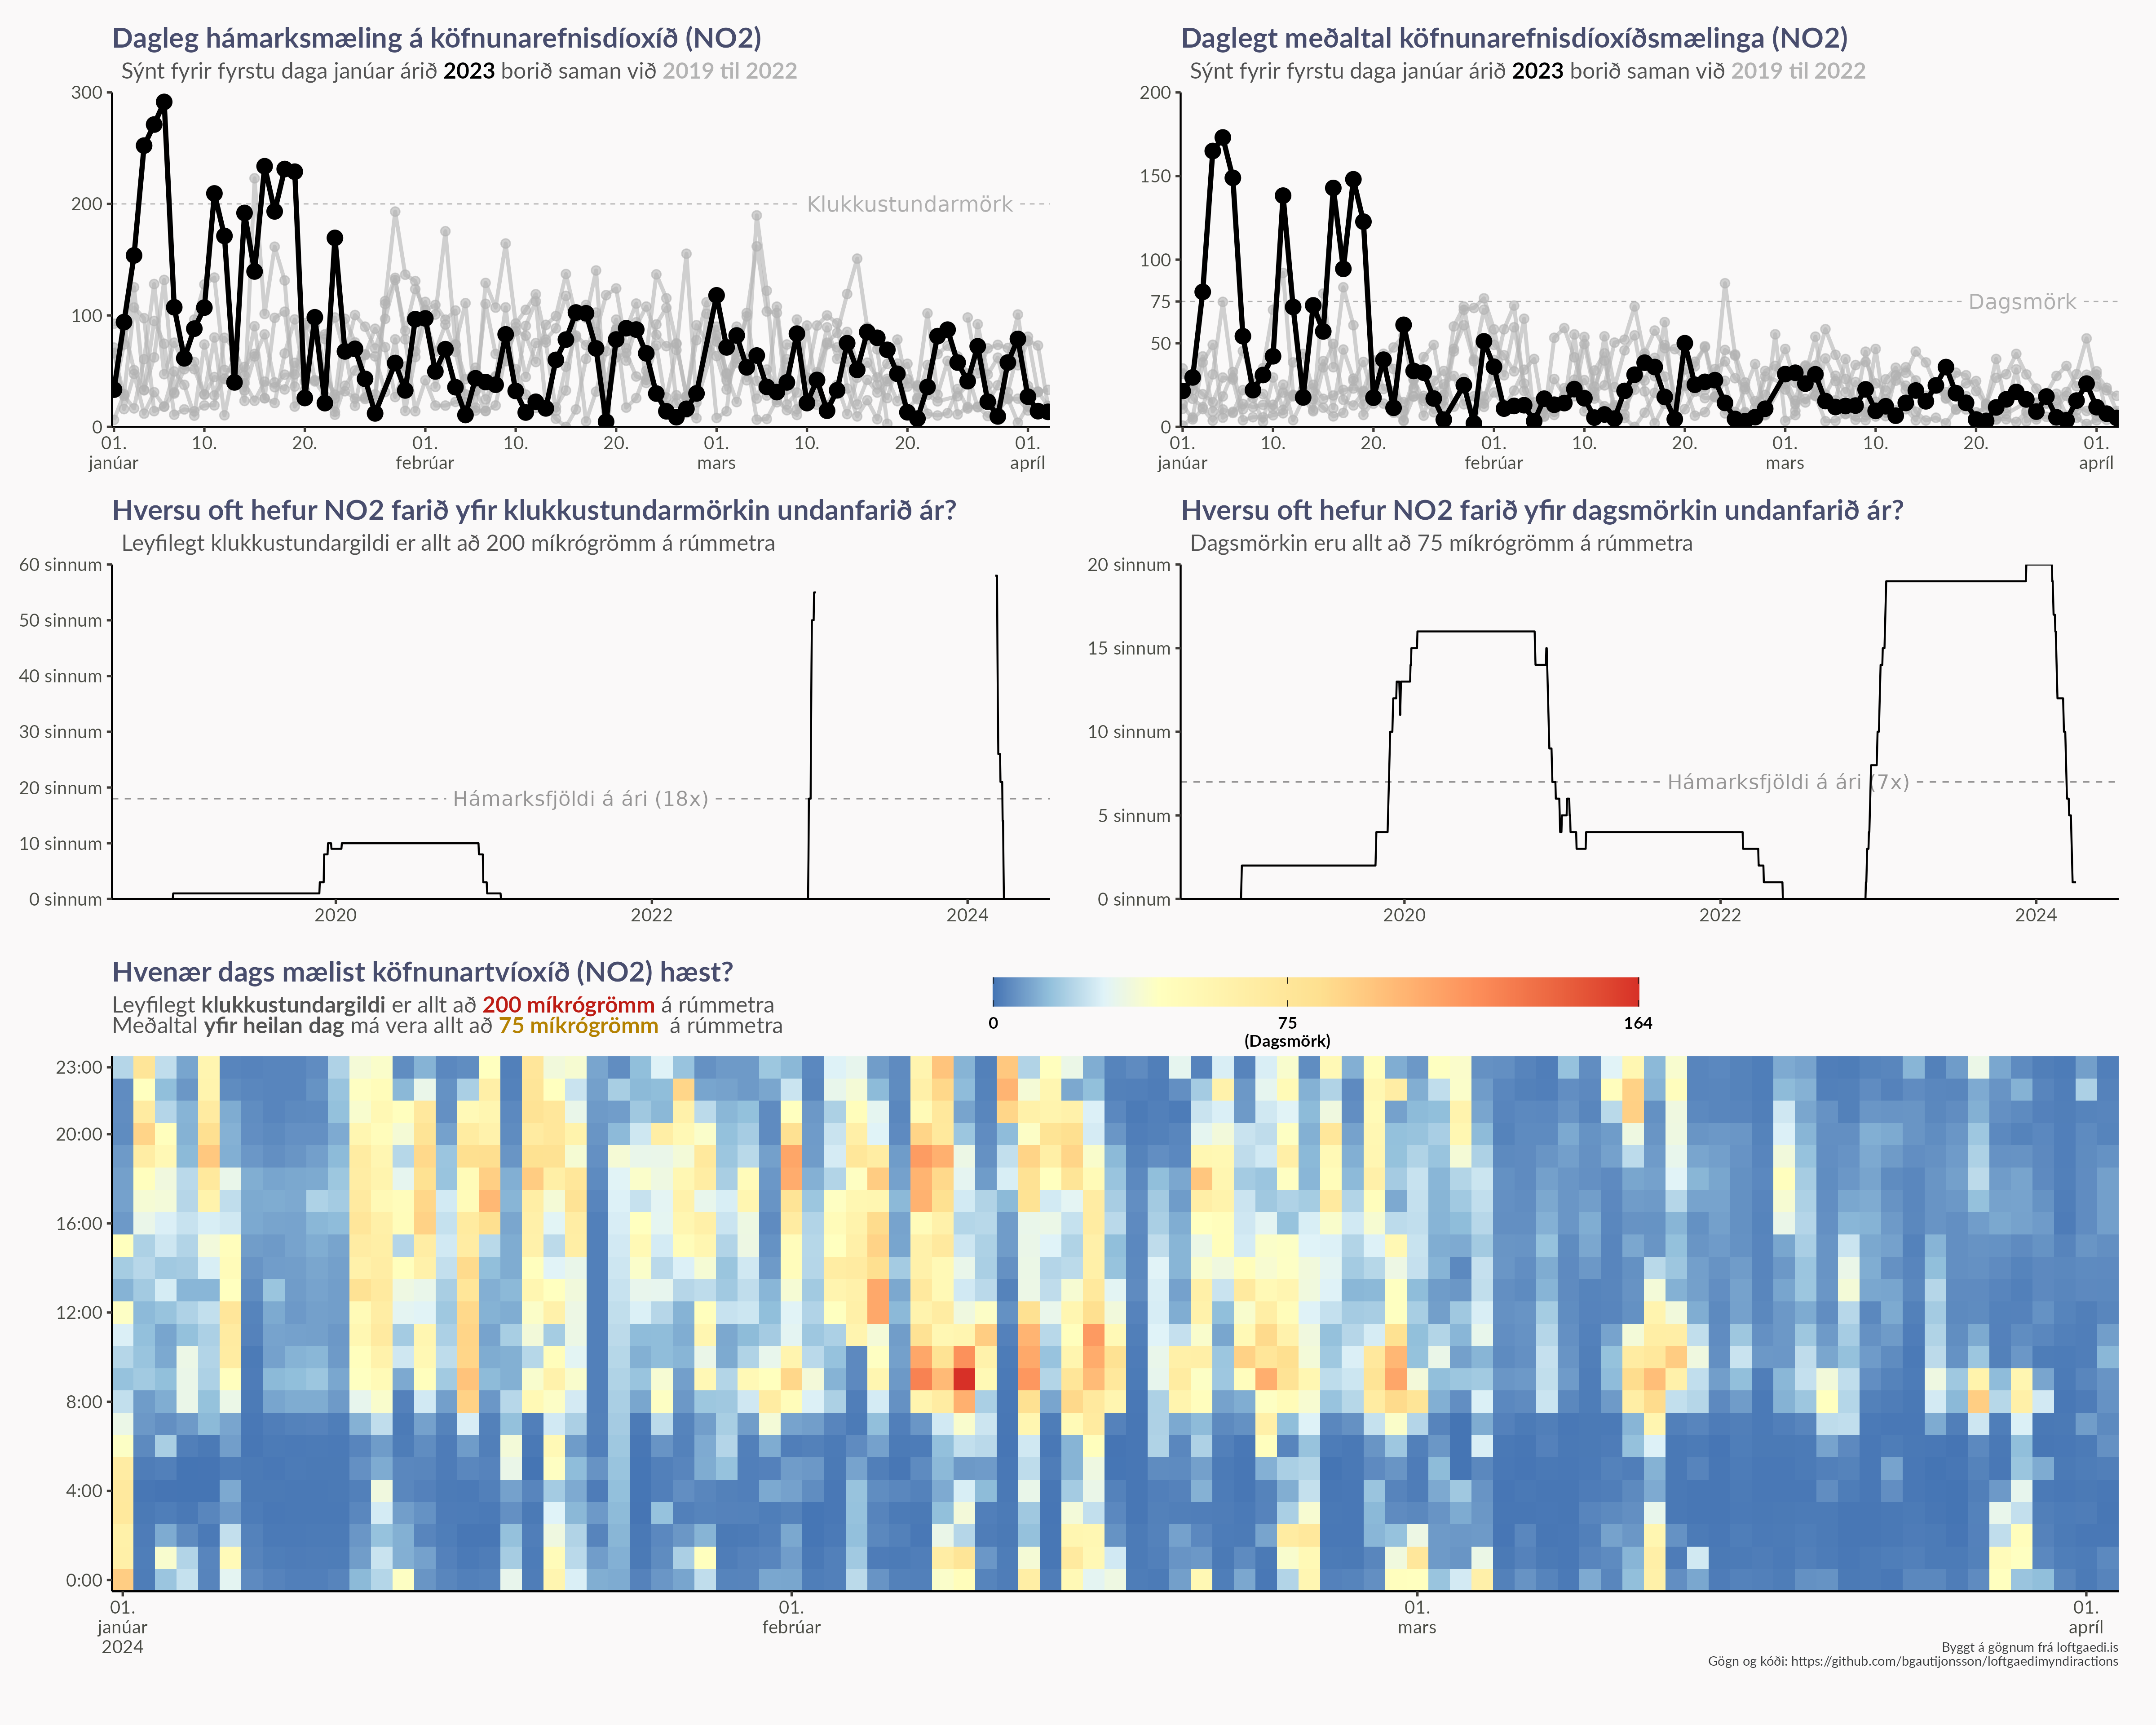 Dagleg hámarksmæling á köfnunarefnisdíoxíð (NO2)
Sýnt fyrir fyrstu daga janúar árið 2023 borið saman við 2019 til 2022
300
200
100
0
Klukkustundarmörk
01. 10. 20. 01. 10. 20. 01. 10. 20. 01.
janúar febrúar mars apríl
Daglegt meðaltal köfnunarefnisdíoxíðsmælinga (NO2)
Sýnt fyrir fyrstu daga janúar árið 2023 borið saman við 2019 til 2022
200
150
100
75
50
0
Dagsmörk
01. 10. 20. 01. 10. 20. 01. 10. 20. 01.
janúar febrúar mars apríl
Hversu oft hefur NO2 farið yfir klukkustundarmörkin undanfarið ár?
Leyfilegt klukkustundargildi er allt að 200 míkrógrömm á rúmmetra
60 sinnum
50 sinnum
40 sinnum
30 sinnum
20 sinnum
10 sinnum
0 sinnum
Hámarksfjöldi á ári (18x)
2020 2022 2024
Hversu oft hefur NO2 farið yfir dagsmörkin undanfarið ár?
Dagsmörkin eru allt að 75 míkrógrömm á rúmmetra
20 sinnum
15 sinnum
10 sinnum
5 sinnum
0 sinnum
Hámarksfjöldi á ári (7x)
2020 2022 2024
Hvenær dags mælist köfnunartvíoxíð (NO2) hæst?
Leyfilegt klukkustundargildi er allt að 200 míkrógrömm á rúmmetra
Meðaltal yfir heilan dag má vera allt að 75 míkrógrömm á rúmmetra
0 75 164
(Dagsmörk)
23:00
20:00
16:00
12:00
8:00
4:00
0:00
01. 01. 01. 01.
janúar febrúar mars apríl
2024
Byggt á gögnum frá loftgaedi.is
Gögn og kóði: https://github.com/bgautijonsson/loftgaedimyndiractions